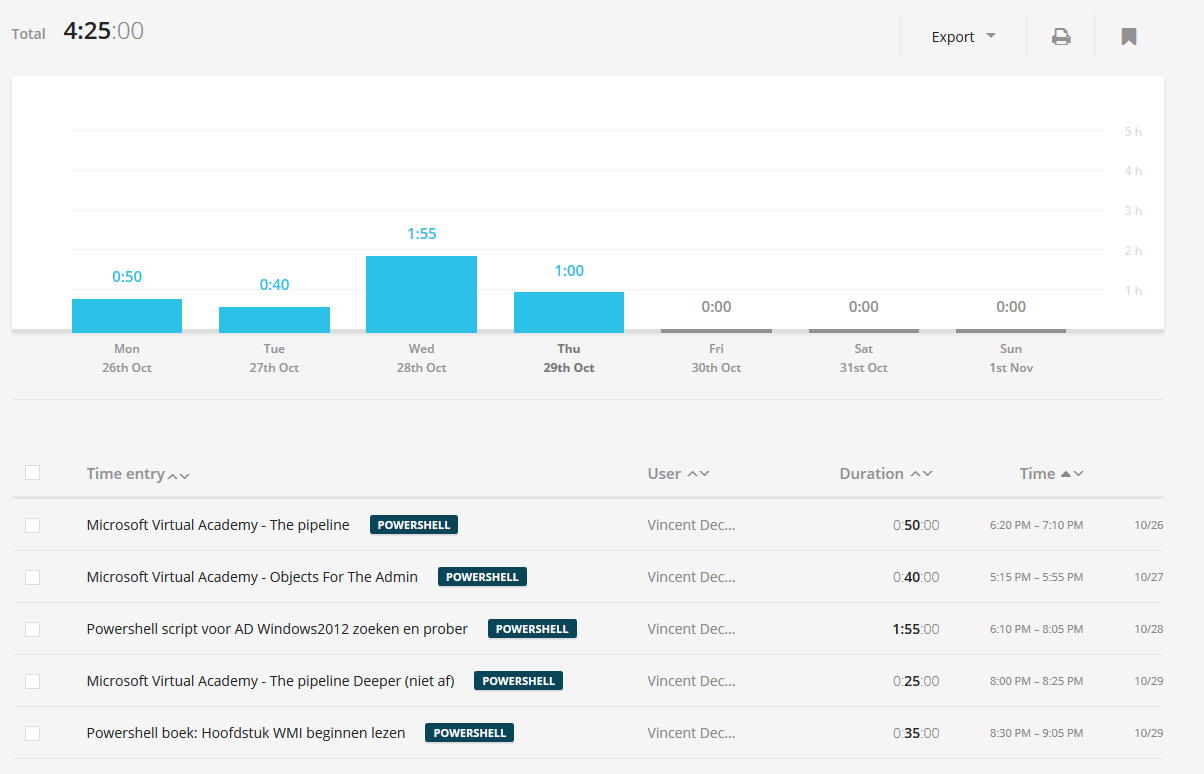 Total 4:25:00 Export
5 h
4 h
3 h
2 h
1 h
0:50 0:40 1:55 1:00 0:00 0:00 0:00
Mon Tue Wed Thu Fri Sat Sun
26th Oct 27th Oct 28th Oct 29th Oct 30th Oct 31st Oct 1st Nov
Time entry User Duration Time
Microsoft Virtual Academy - The pipeline POWERSHELL Vincent Dec... 0:50:00 6:20 PM – 7:10 PM 10/26
Microsoft Virtual Academy - Objects For The Admin POWERSHELL Vincent Dec... 0:40:00 5:15 PM – 5:55 PM 10/27
Powershell script voor AD Windows2012 zoeken en prober POWERSHELL Vincent Dec... 1:55:00 6:10 PM – 8:05 PM 10/28
Microsoft Virtual Academy - The pipeline Deeper (niet af) POWERSHELL Vincent Dec... 0:25:00 8:00 PM – 8:25 PM 10/29
Powershell boek: Hoofdstuk WMI beginnen lezen POWERSHELL Vincent Dec... 0:35:00 8:30 PM – 9:05 PM 10/29